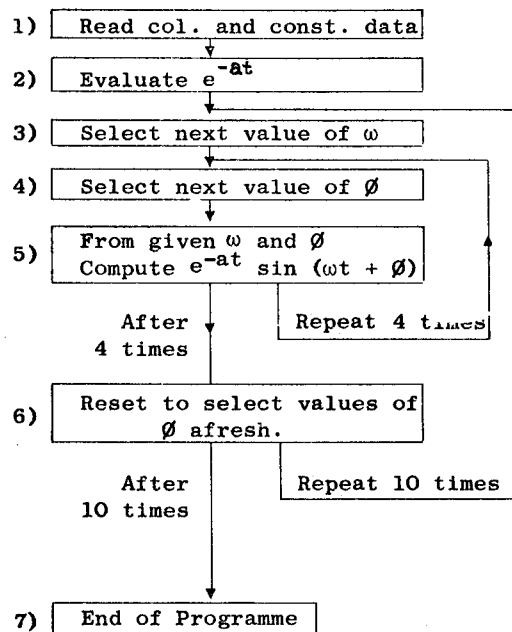 1) Read col. and const. data
2) Evaluate e^-at
3) Select next value of ω
4) Select next value of Ø
5) From given ω and Ø
Compute e^-at sin (ωt + Ø)
After
4 times
Repeat 4 times
6) Reset to select values of
Ø afresh.
After
10 times
Repeat 10 times
7) End of Programme